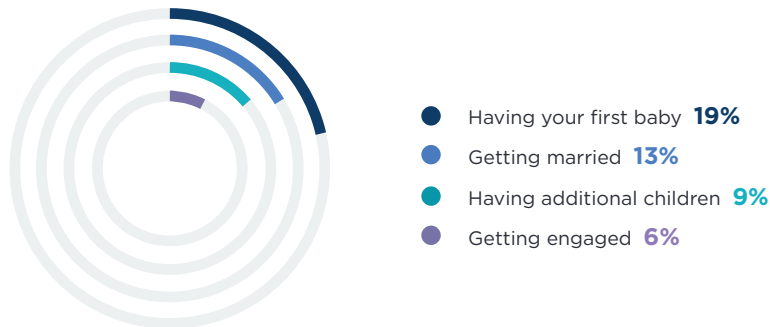 Having your first baby 19%
Getting married 13%
Having additional children 9%
Getting engaged 6%